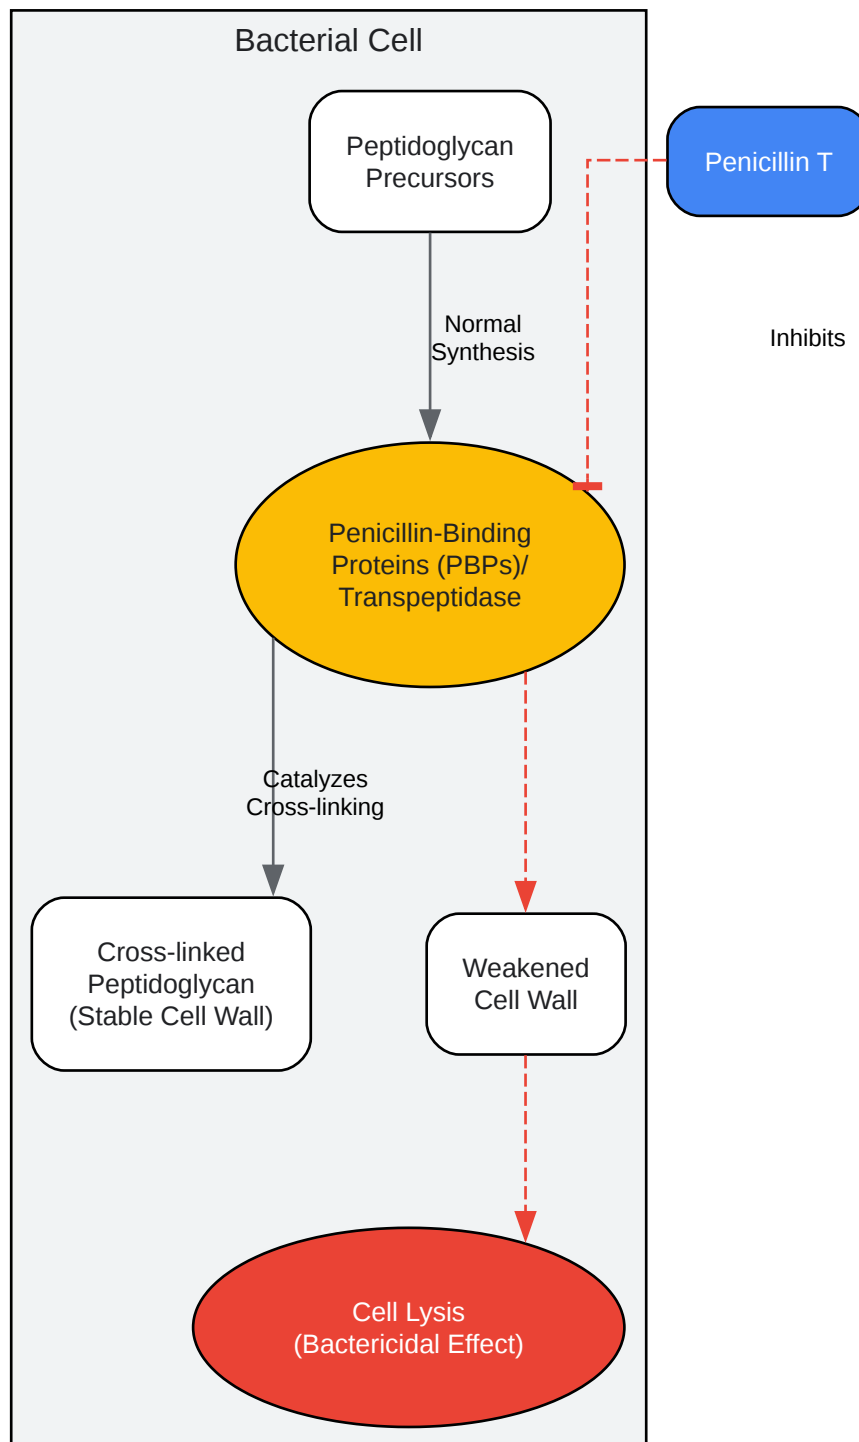 Bacterial Cell
Peptidoglycan
Precursors
Penicillin T
Normal
Synthesis
Inhibits
Penicillin-Binding
Proteins (PBPs)/
Transpeptidase
Catalyzes
Cross-linking
Cross-linked
Peptidoglycan
(Stable Cell Wall)
Weakened
Cell Wall
Cell Lysis
(Bactericidal Effect)